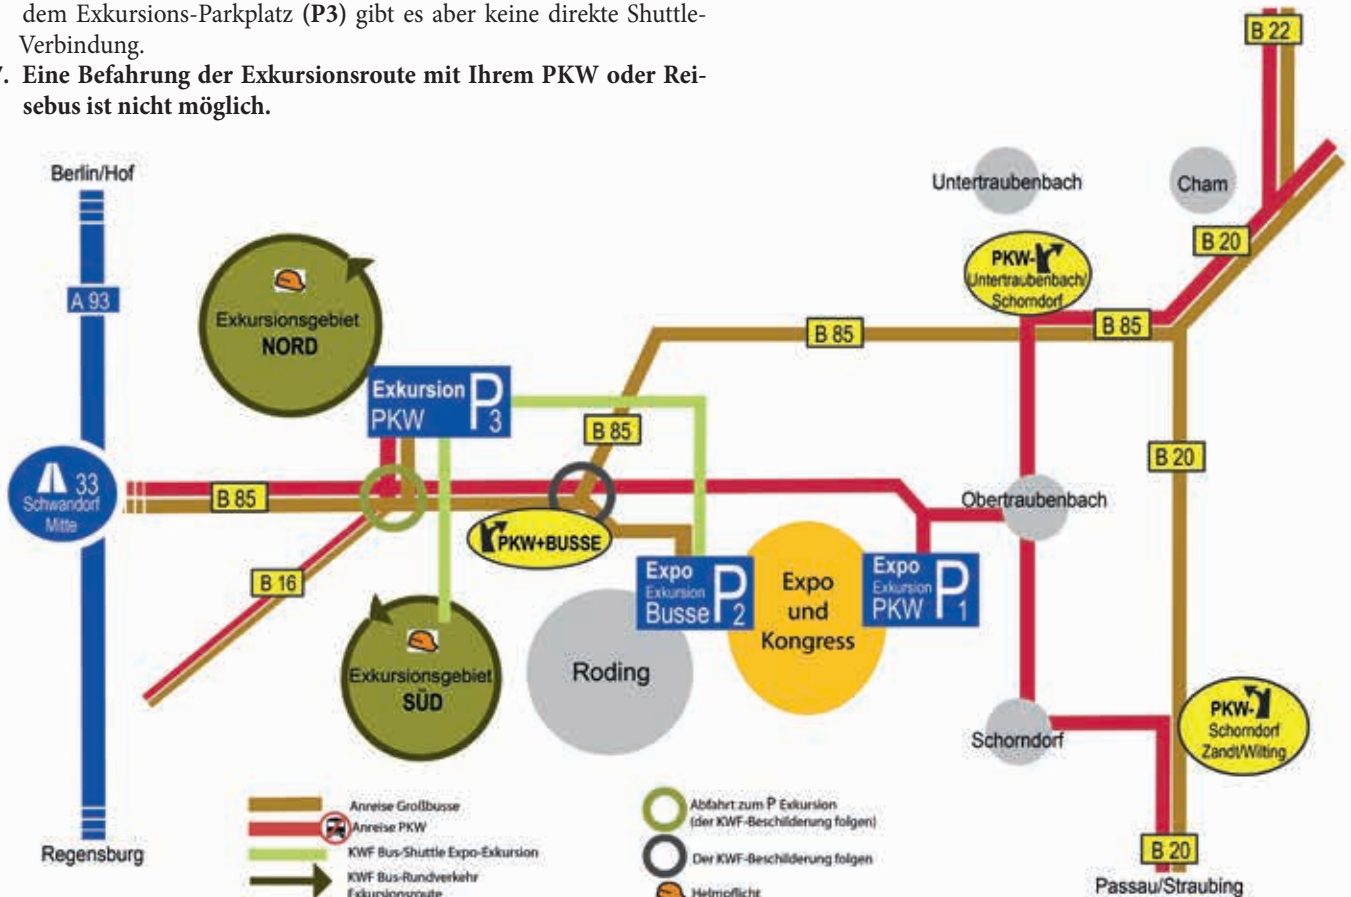 dem Exkursions-Parkplatz (P3) gibt es aber keine direkte Shuttle-
Verbindung.
7. Eine Befahrung der Exkursionsroute mit Ihrem PKW oder Rei-
sebus ist nicht möglich.
B 22
Berlin/Hof
Untertraubenbach
Cham
B 20
PKW-
Untertraubenbach/
Schorndorf
A 93
Exkursionsgebiet
NORD
B 85
B 85
Exkursion
PKW
P3
B 85
B 20
33
Schwandorf
Mitte
B 85
Obertraubenbach
PKW+BUSSE
B 16
Expo
Exkursion
Busse
P2
Expo
und
Kongress
Expo
Exkursion
PKW
P1
Exkursionsgebiet
SÜD
Roding
PKW-
Schorndorf
Zandt/Wilting
Schorndorf
Regensburg
B 20
Passau/Straubing
Anreise Großbusse
Anreise PKW
KWF Bus-Shuttle Expo-Exkursion
KWF Bus-Rundverkehr
Exkursionsroute
Abfahrt zum P Exkursion
(der KWF-Beschilderung folgen)
Der KWF-Beschilderung folgen
Helmpflicht